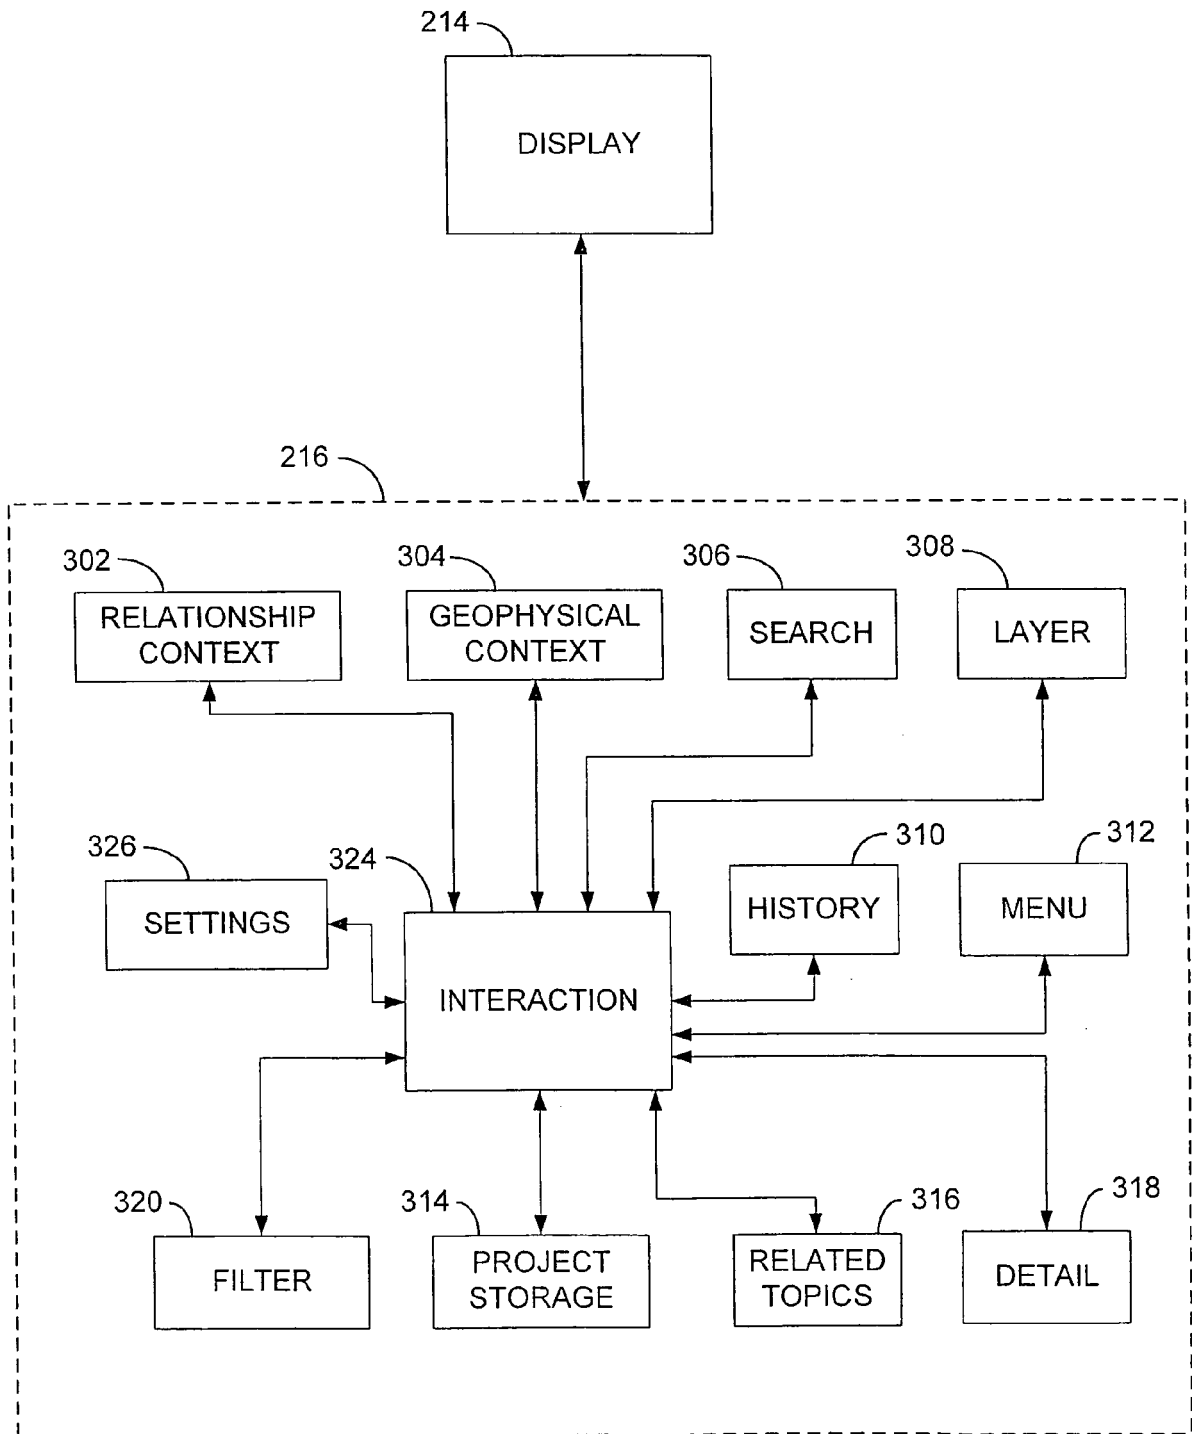 214
DISPLAY
216
302
304
306
308
RELATIONSHIP
CONTEXT
GEOPHYSICAL
CONTEXT
SEARCH
LAYER
326
324
310
312
SETTINGS
INTERACTION
HISTORY
MENU
320
314
316
318
FILTER
PROJECT
STORAGE
RELATED
TOPICS
DETAIL